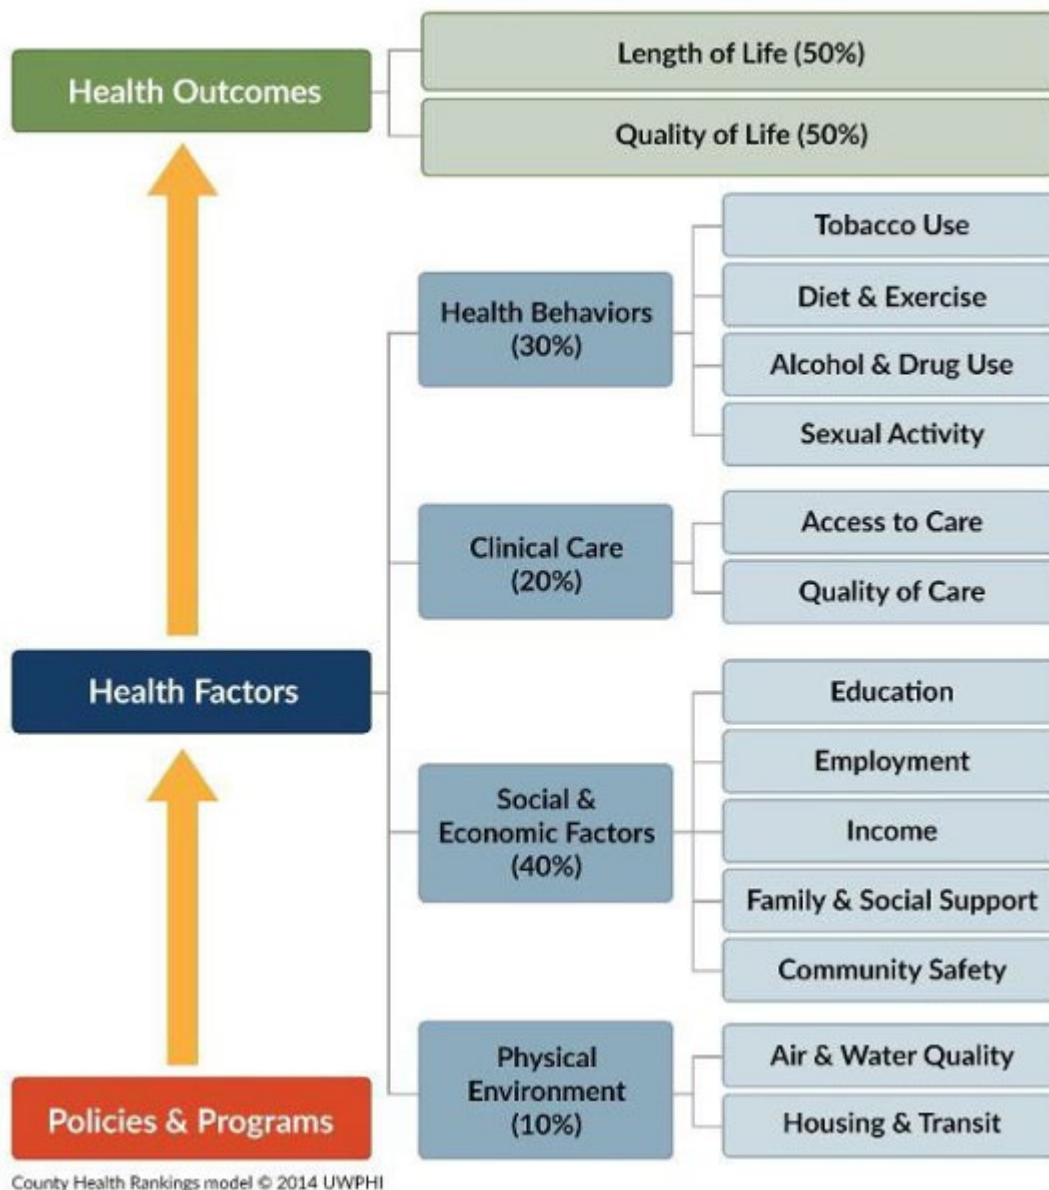 Health Outcomes
Length of Life (50%)
Quality of Life (50%)
Health Factors
Health Behaviors
(30%)
Tobacco Use
Diet & Exercise
Alcohol & Drug Use
Sexual Activity
Clinical Care
(20%)
Access to Care
Quality of Care
Social &
Economic Factors
(40%)
Education
Employment
Income
Family & Social Support
Community Safety
Physical
Environment
(10%)
Air & Water Quality
Housing & Transit
Policies & Programs
County Health Rankings model © 2014 UWPHI